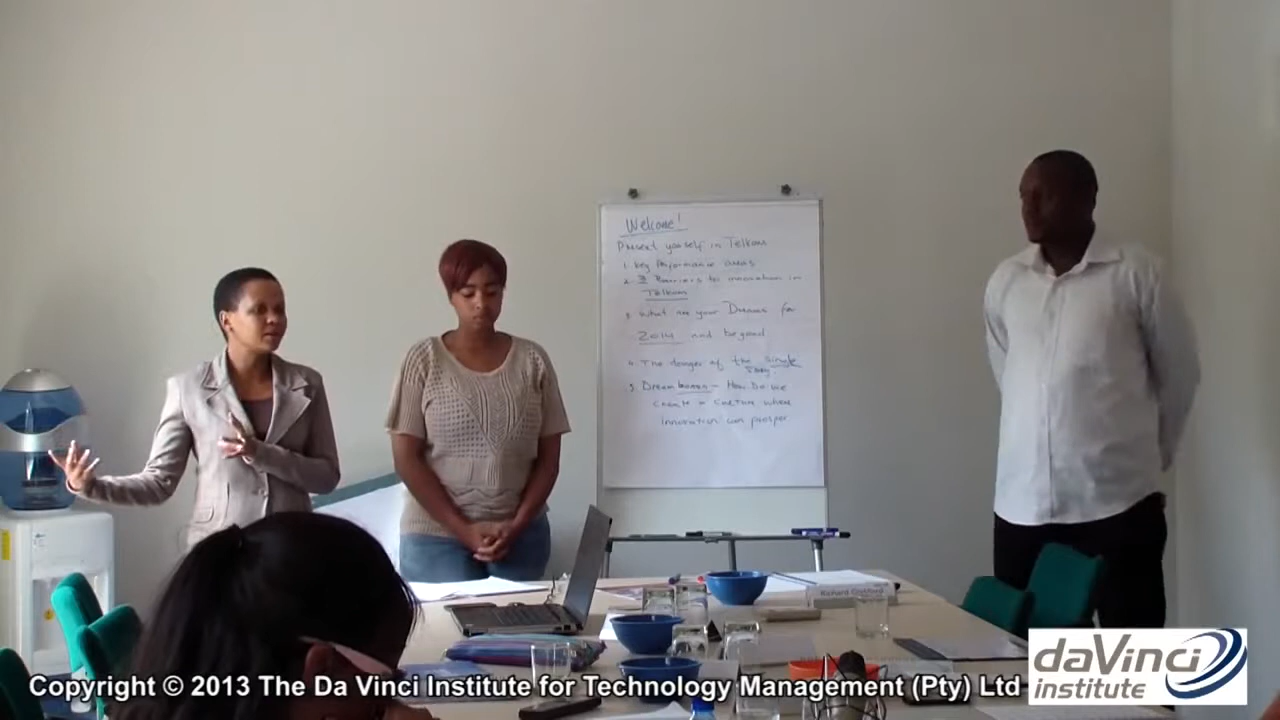 Welcome!
Present yourself in Telkom
1. Key Performance areas
2. 3 Barriers to innovation in
Telkom
3. What are your Dreams for
2014 and beyond
4. The danger of the single
story
5. Dream bones - How Do we
create a culture where
innovation can prosper
Richard
Copyright © 2013 The Da Vinci Institute for Technology Management (Pty) Ltd
daVinci
institute